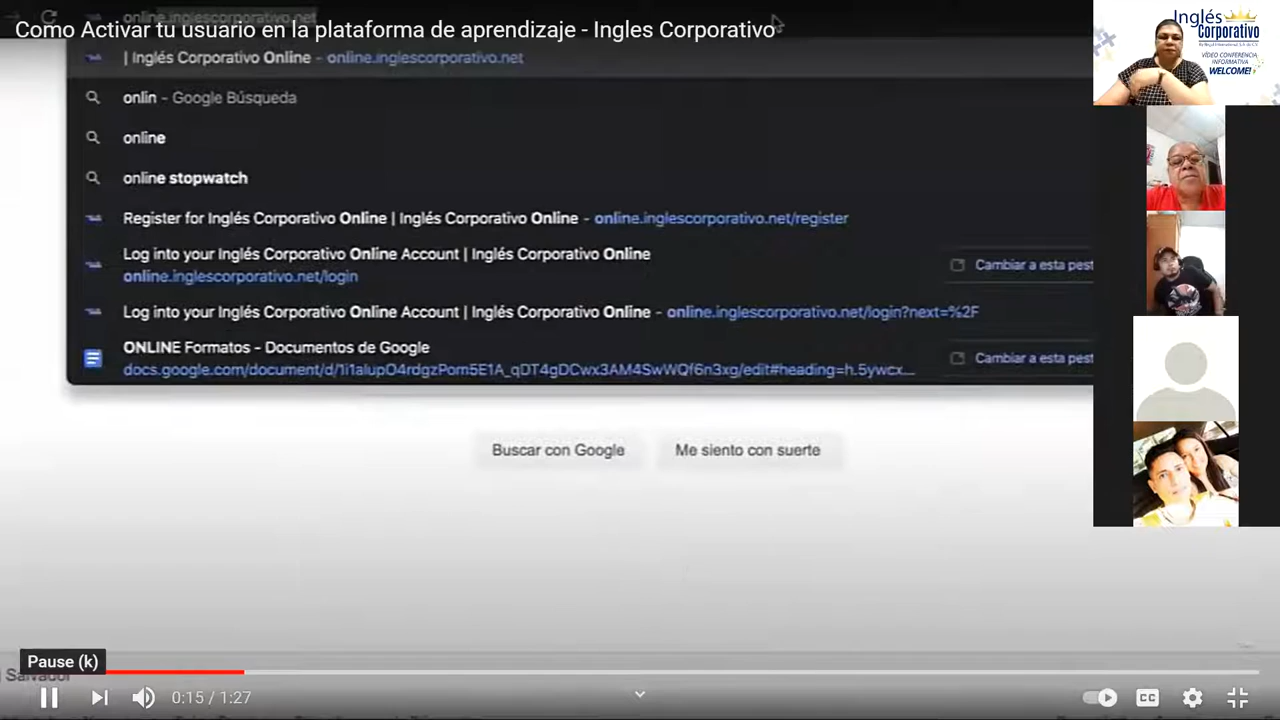 online.inglescorporativo.net
Como Activar tu usuario en la plataforma de aprendizaje - Ingles Corporativo
| Inglés Corporativo Online - online.inglescorporativo.net
onlin - Google Búsqueda
online
online stopwatch
Register for Inglés Corporativo Online | Inglés Corporativo Online - online.inglescorporativo.net/register
Log into your Inglés Corporativo Online Account | Inglés Corporativo Online
online.inglescorporativo.net/login
Cambiar a esta pest
Log into your Inglés Corporativo Online Account | Inglés Corporativo Online - online.inglescorporativo.net/login?next=%2F
ONLINE Formatos - Documentos de Google
docs.google.com/document/d/1i1alupO4rdgzPom5E1A_qDT4gDCwx3AM4SwWQf6n3xg/edit#heading=h.5ywcx...
Cambiar a esta pest
Buscar con Google
Me siento con suerte
Inglés
Corporativo
VÍDEO CONFERENCIA
INFORMATIVA
WELCOME!
Pause (k)
Salvador
0:15 / 1:27
CC